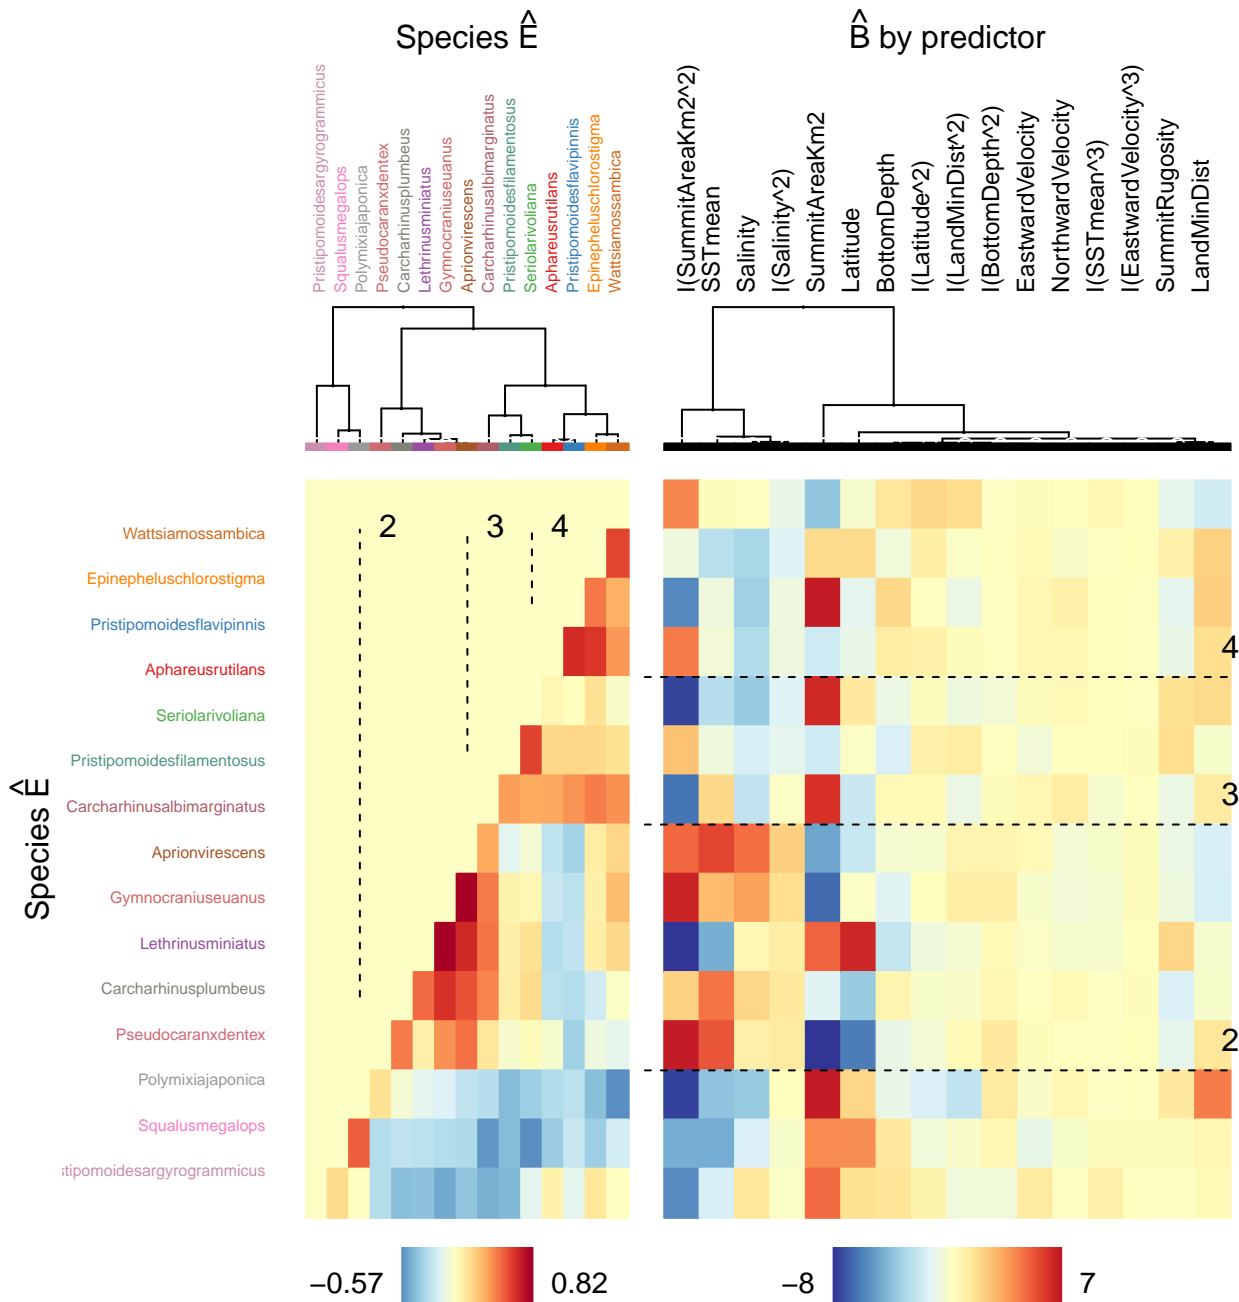 Species Ê
B̂ by predictor
Pristipomoidesargyrogrammicus
Squalusmegalops
Polymixiajaponica
Pseudocaranxdentex
Carcharhinusplumbeus
Lethrinusminiatus
Gymnocraniuseuanus
Aprionvirescens
Carcharhinusalbimarginatus
Pristipomoidesfilamentosus
Seriolarivoliana
Aphareusrutilans
Pristipomoidesflavipinnis
Epinepheluschlorostigma
Wattsiamossambica
I(SummitAreaKm2^2)
SSTmean
Salinity
I(Salinity^2)
SummitAreaKm2
Latitude
BottomDepth
I(Latitude^2)
I(LandMinDist^2)
I(BottomDepth^2)
EastwardVelocity
NorthwardVelocity
I(SSTmean^3)
I(EastwardVelocity^3)
SummitRugosity
LandMinDist
2 3 4
Species Ê
Wattsiamossambica
Epinepheluschlorostigma
Pristipomoidesflavipinnis
Aphareusrutilans
Seriolarivoliana
Pristipomoidesfilamentosus
Carcharhinusalbimarginatus
Aprionvirescens
Gymnocraniuseuanus
Lethrinusminiatus
Carcharhinusplumbeus
Pseudocaranxdentex
Polymixiajaponica
Squalusmegalops
stipomoidesargyrogrammicus
4
3
2
−0.57 0.82
−8 7